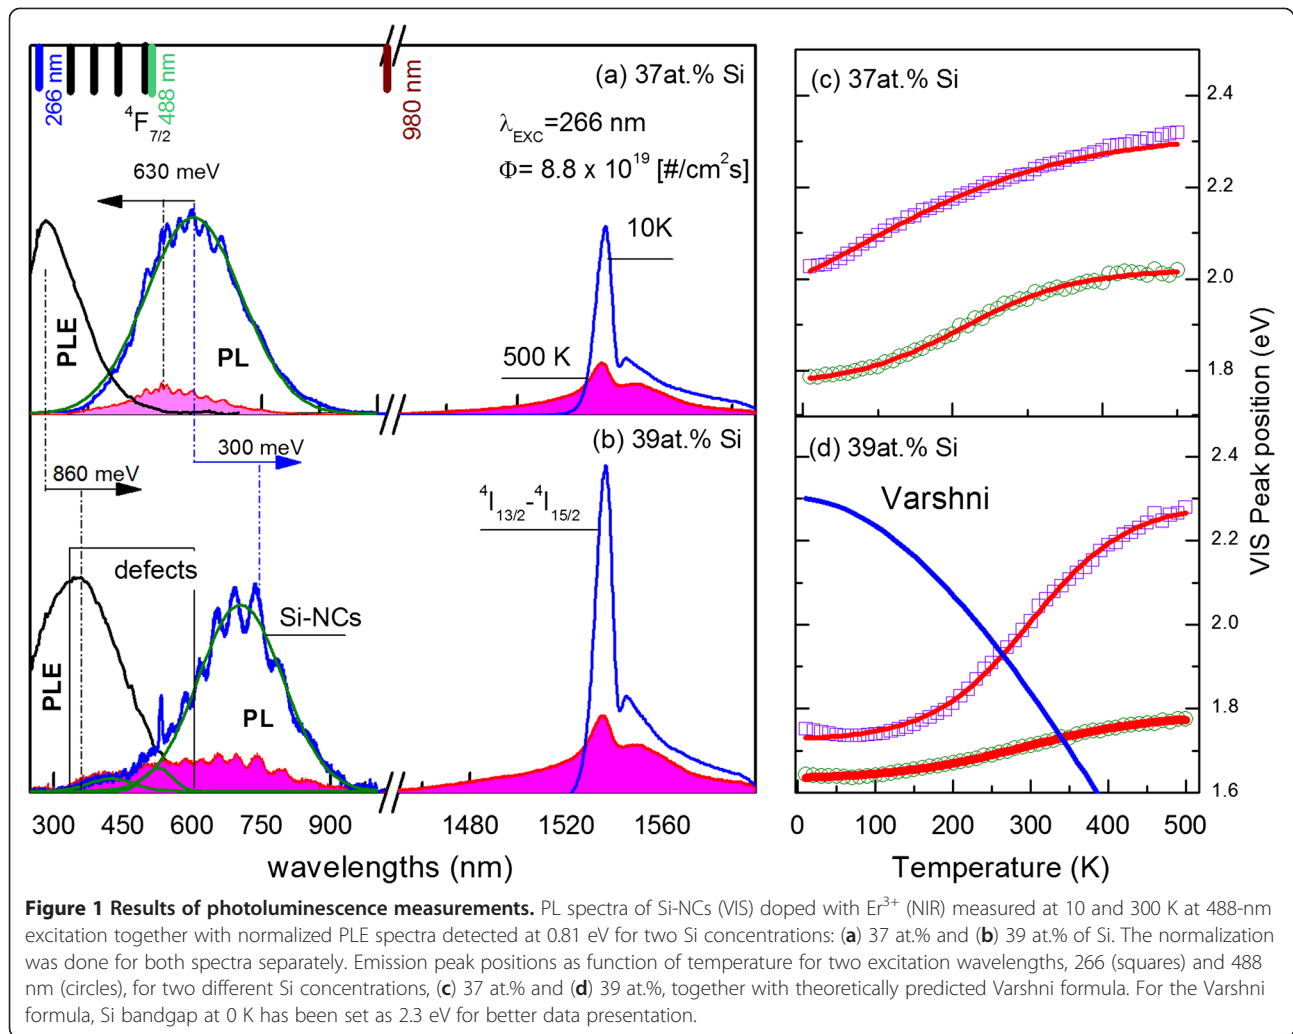 266 nm
⁴F₇/₂
488 nm
980 nm
(a) 37at.% Si
λEXC=266 nm
Φ= 8.8 x 10¹⁹ [#/cm²s]
630 meV
10K
PLE
PL
500 K
(b) 39at.% Si
300 meV
860 meV
⁴I₁₃/₂-⁴I₁₅/₂
defects
Si-NCs
PLE
PL
300 450 600 750 900 1480 1520 1560
wavelengths (nm)
(c) 37at.% Si
2.4
2.2
2.0
1.8
(d) 39at.% Si
Varshni
2.4
2.2
2.0
1.8
1.6
VIS Peak position (eV)
0 100 200 300 400 500
Temperature (K)
Figure 1 Results of photoluminescence measurements. PL spectra of Si-NCs (VIS) doped with Er³⁺ (NIR) measured at 10 and 300 K at 488-nm
excitation together with normalized PLE spectra detected at 0.81 eV for two Si concentrations: (a) 37 at.% and (b) 39 at.% of Si. The normalization
was done for both spectra separately. Emission peak positions as function of temperature for two excitation wavelengths, 266 (squares) and 488
nm (circles), for two different Si concentrations, (c) 37 at.% and (d) 39 at.%, together with theoretically predicted Varshni formula. For the Varshni
formula, Si bandgap at 0 K has been set as 2.3 eV for better data presentation.